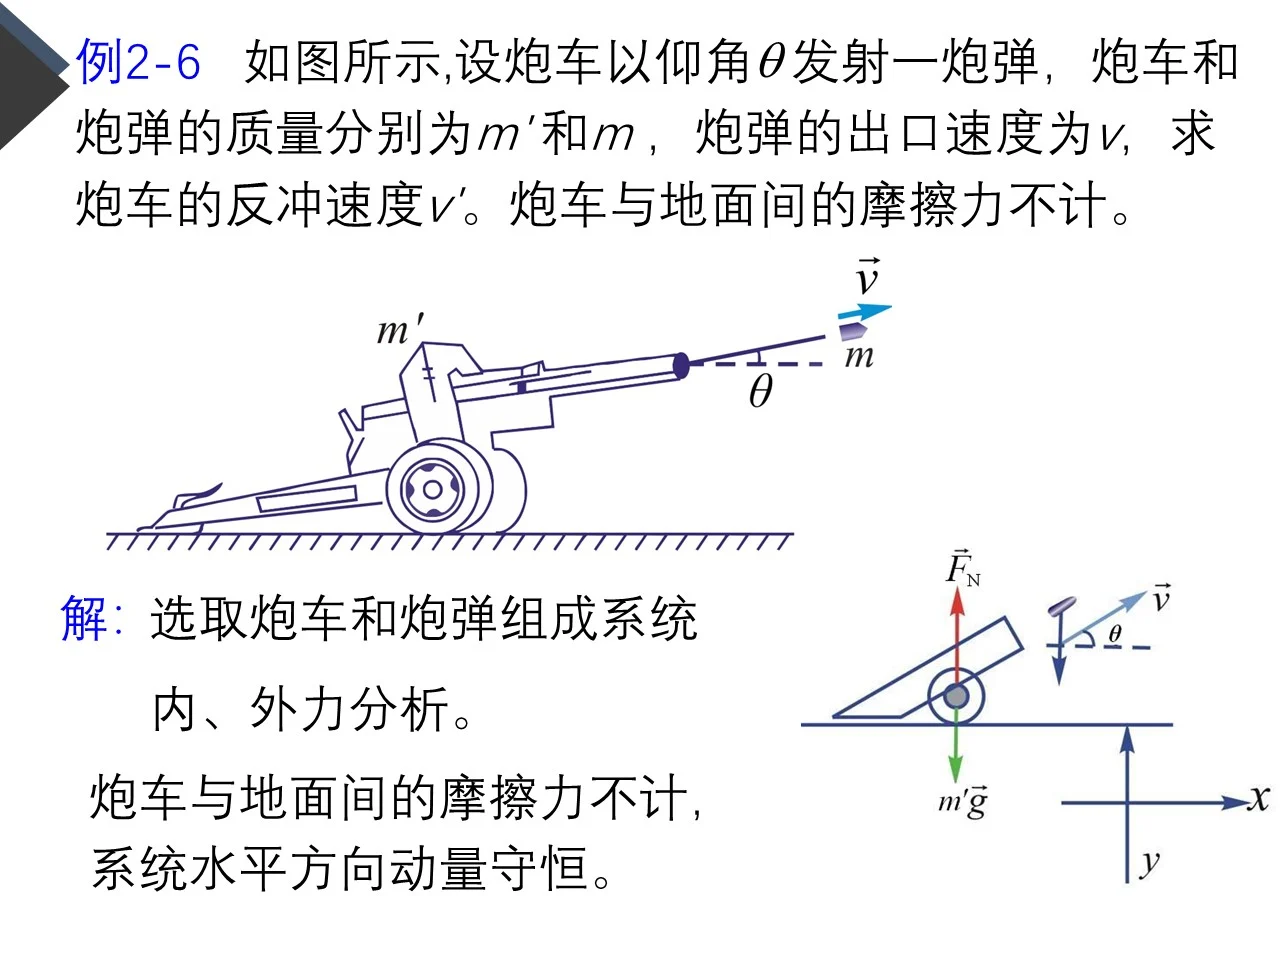 例2-6 如图所示,设炮车以仰角θ发射一炮弹，炮车和
炮弹的质量分别为m′和m，炮弹的出口速度为v，求
炮车的反冲速度v′。炮车与地面间的摩擦力不计。
v⃗
m′
m
θ
解：选取炮车和炮弹组成系统
内、外力分析。
炮车与地面间的摩擦力不计，
系统水平方向动量守恒。
F⃗N
v⃗
θ
m′g⃗
x
y